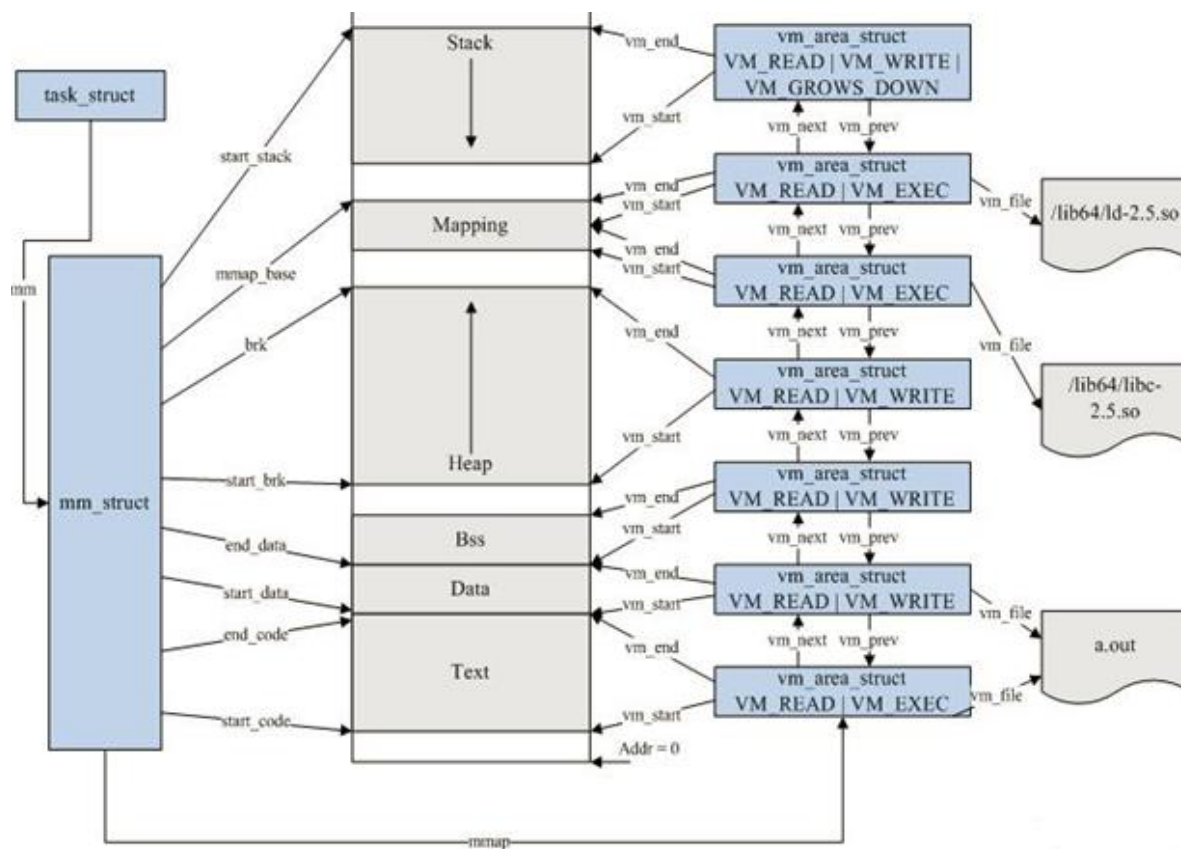 task_struct
mm
mm_struct
start_stack
mmap_base
brk
start_brk
end_data
start_data
end_code
start_code
mmap
Stack
Mapping
Heap
Bss
Data
Text
Addr = 0
vm_end
vm_start
vm_end
vm_start
vm_end
vm_start
vm_end
vm_start
vm_end
vm_start
vm_end
vm_start
vm_end
vm_start
vm_area_struct
VM_READ | VM_WRITE |
VM_GROWS_DOWN
vm_next vm_prev
vm_area_struct
VM_READ | VM_EXEC
vm_next vm_prev
vm_area_struct
VM_READ | VM_EXEC
vm_next vm_prev
vm_area_struct
VM_READ | VM_WRITE
vm_next vm_prev
vm_area_struct
VM_READ | VM_WRITE
vm_next vm_prev
vm_area_struct
VM_READ | VM_WRITE
vm_next vm_prev
vm_area_struct
VM_READ | VM_EXEC
vm_file
/lib64/ld-2.5.so
vm_file
/lib64/libc-
2.5.so
vm_file
a.out
vm_file